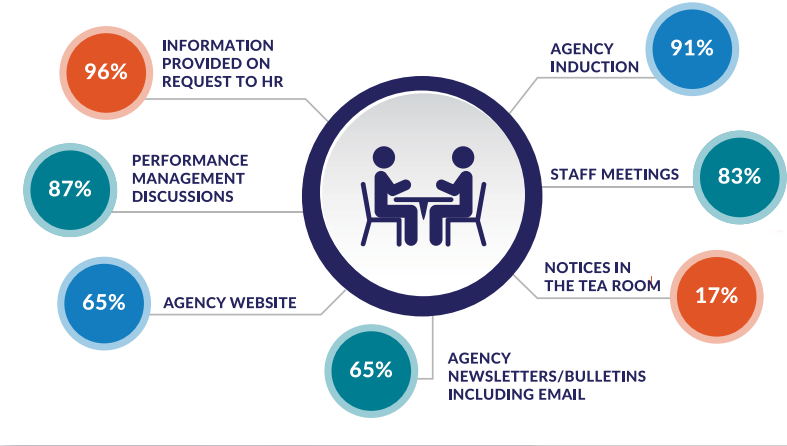 96%
INFORMATION
PROVIDED ON
REQUEST TO HR
AGENCY
INDUCTION
91%
87%
PERFORMANCE
MANAGEMENT
DISCUSSIONS
STAFF MEETINGS
83%
65%
AGENCY WEBSITE
NOTICES IN
THE TEA ROOM
17%
65%
AGENCY
NEWSLETTERS/BULLETINS
INCLUDING EMAIL